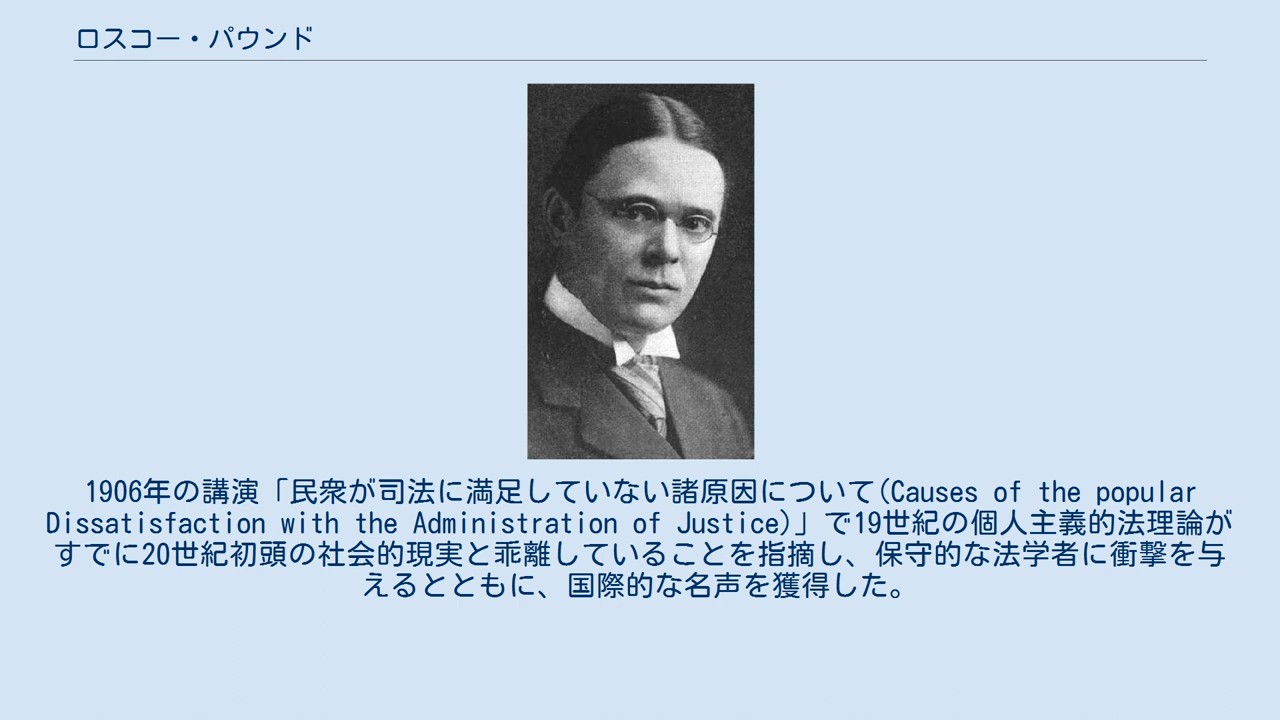 ロスコー・パウンド
1906年の講演「民衆が司法に満足していない諸原因について(Causes of the popular
Dissatisfaction with the Administration of Justice)」で19世紀の個人主義的法理論が
すでに20世紀初頭の社会的現実と乖離していることを指摘し、保守的な法学者に衝撃を与
えるとともに、国際的な名声を獲得した。